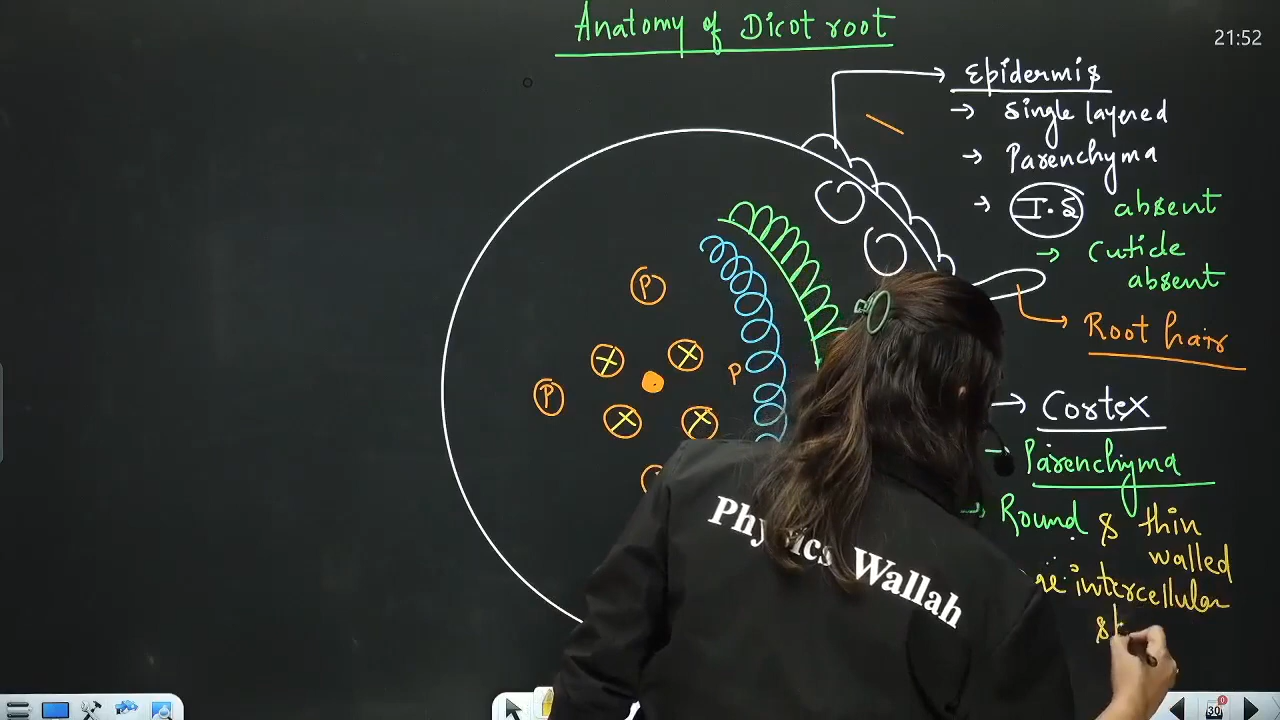 Anatomy of Dicot root
21:52
Epidermis
→ Single layered
→ Parenchyma
→ I.S absent
→ Cuticle
absent
Root hair
P
P
P
→ Cortex
→ Parenchyma
→ Round & thin
walled
intercellular
Physics Wallah
30